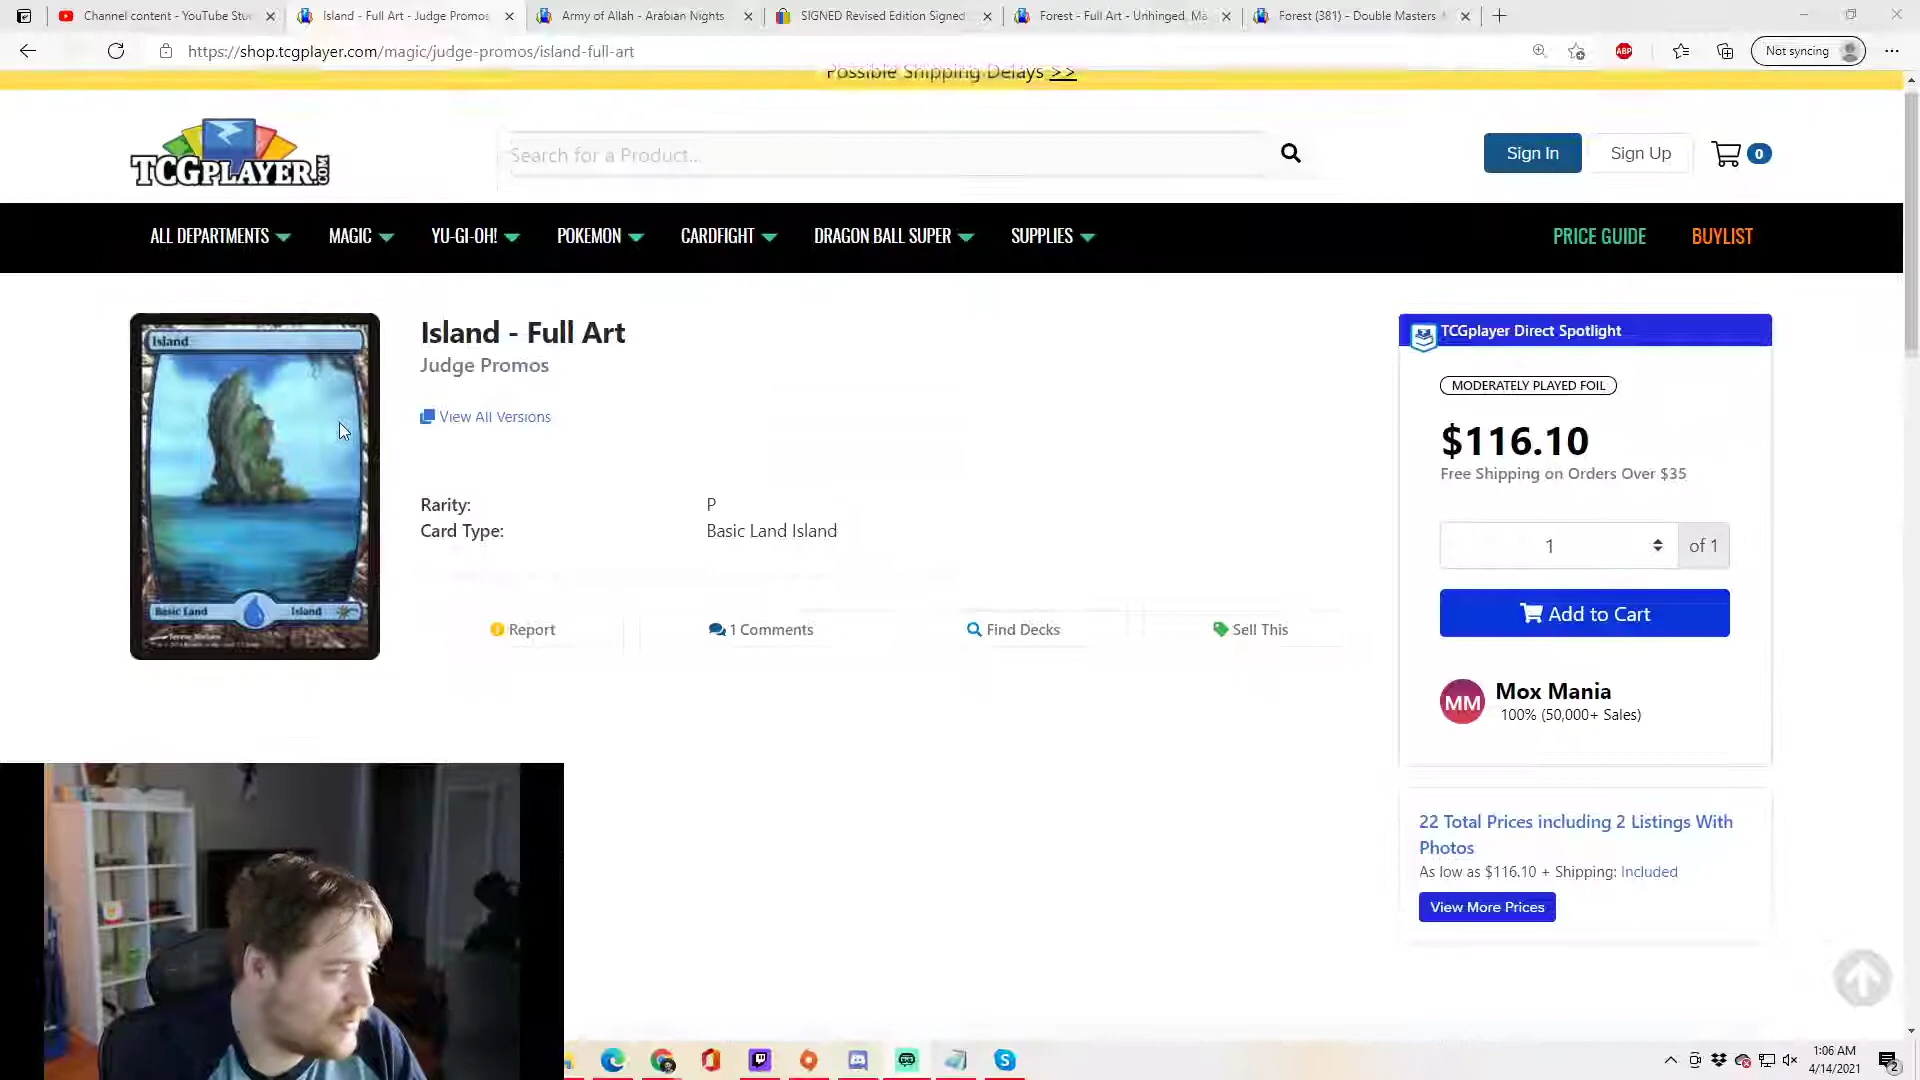 Channel content - YouTube Stu
Island - Full Art - Judge Promos
Army of Allah - Arabian Nights
SIGNED Revised Edition Signed
Forest - Full Art - Unhinged, Ma
Forest (381) - Double Masters
https://shop.tcgplayer.com/magic/judge-promos/island-full-art
ABP
Not syncing
Possible Shipping Delays >>
TCGPLAYER.COM
Search for a Product...
Sign In
Sign Up
0
ALL DEPARTMENTS
MAGIC
YU-GI-OH!
POKEMON
CARDFIGHT
DRAGON BALL SUPER
SUPPLIES
PRICE GUIDE
BUYLIST
Island
Basic Land
Island
Island - Full Art
Judge Promos
View All Versions
Rarity: P
Card Type: Basic Land Island
Report
1 Comments
Find Decks
Sell This
TCGplayer Direct Spotlight
MODERATELY PLAYED FOIL
$116.10
Free Shipping on Orders Over $35
1 of 1
Add to Cart
MM
Mox Mania
100% (50,000+ Sales)
22 Total Prices including 2 Listings With
Photos
As low as $116.10 + Shipping: Included
View More Prices
1:06 AM
4/14/2021
2